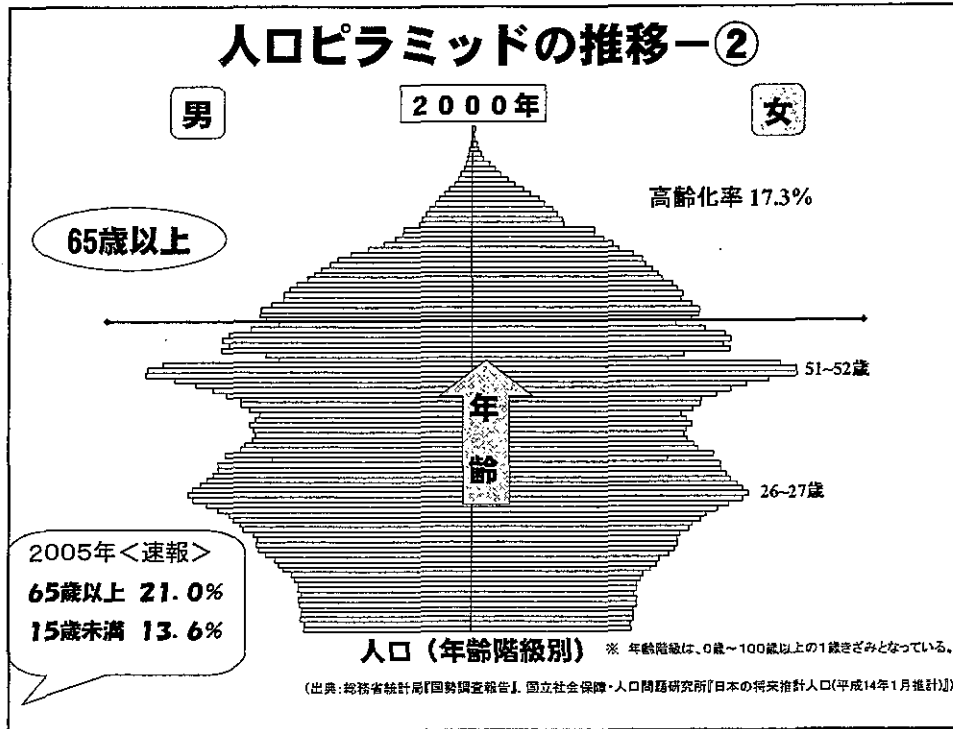 人口ピラミッドの推移－②
男
2000年
女
高齢化率 17.3%
65歳以上
51~52歳
年
齢
26~27歳
2005年＜速報＞
65歳以上 21.0%
15歳未満 13.6%
人口（年齢階級別）
※ 年齢階級は、0歳～100歳以上の1歳きざみとなっている。
(出典：総務省統計局『国勢調査報告』、国立社会保障・人口問題研究所『日本の将来推計人口(平成14年1月推計)』)